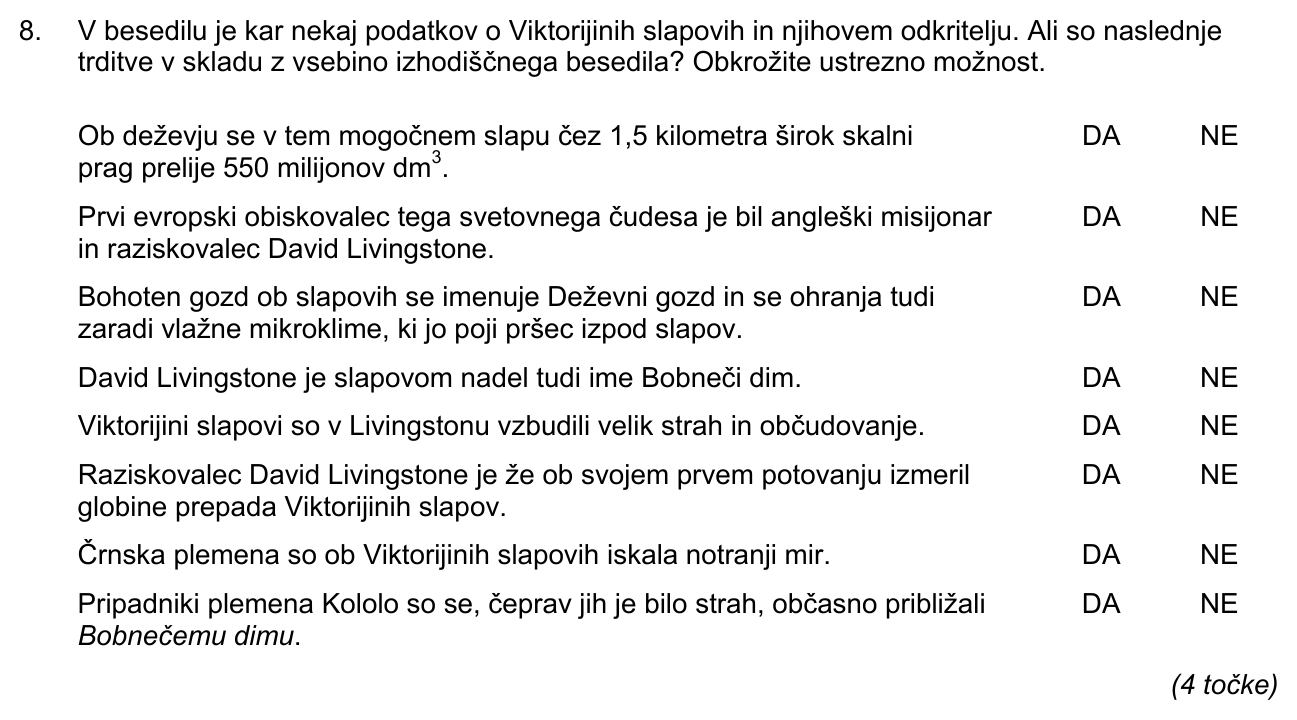 8. V besedilu je kar nekaj podatkov o Viktorijinih slapovih in njihovem odkritelju. Ali so naslednje
trditve v skladu z vsebino izhodiščnega besedila? Obkrožite ustrezno možnost.
Ob deževju se v tem mogočnem slapu čez 1,5 kilometra širok skalni DA NE
prag prelije 550 milijonov dm³.
Prvi evropski obiskovalec tega svetovnega čudesa je bil angleški misijonar DA NE
in raziskovalec David Livingstone.
Bohoten gozd ob slapovih se imenuje Deževni gozd in se ohranja tudi DA NE
zaradi vlažne mikroklime, ki jo poji pršec izpod slapov.
David Livingstone je slapovom nadel tudi ime Bobneči dim. DA NE
Viktorijini slapovi so v Livingstonu vzbudili velik strah in občudovanje. DA NE
Raziskovalec David Livingstone je že ob svojem prvem potovanju izmeril DA NE
globine prepada Viktorijinih slapov.
Črnska plemena so ob Viktorijinih slapovih iskala notranji mir. DA NE
Pripadniki plemena Kololo so se, čeprav jih je bilo strah, občasno približali DA NE
Bobnečemu dimu.
(4 točke)